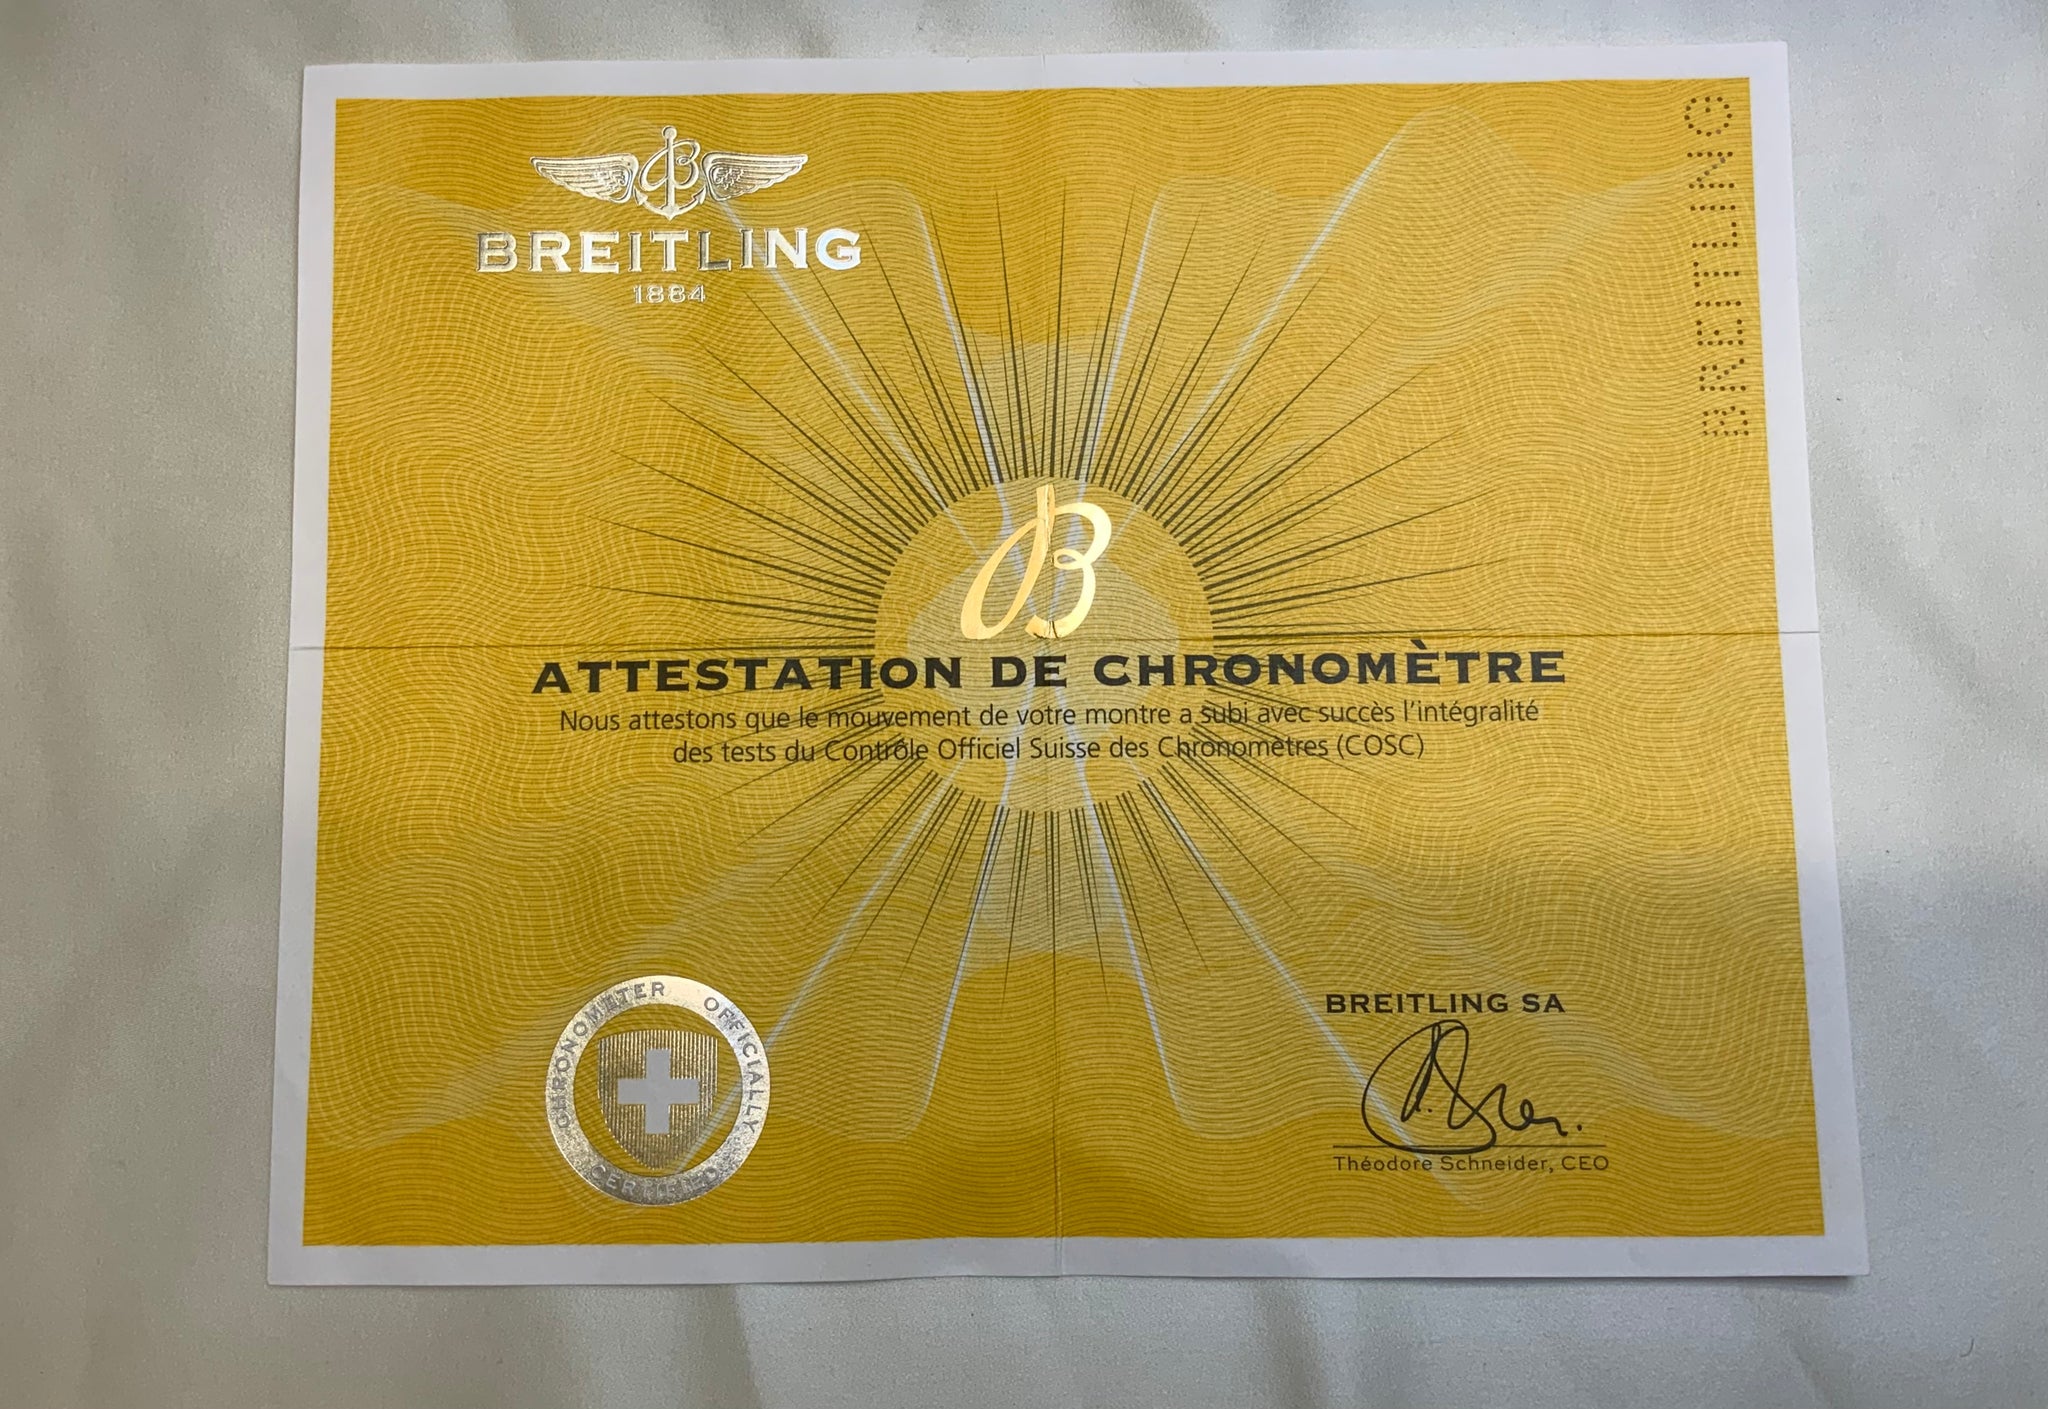 BREITLING
1884
BREITLING
B
ATTESTATION DE CHRONOMÈTRE
Nous attestons que le mouvement de votre montre a subi avec succès l'intégralité
des tests du Contrôle Officiel Suisse des Chronomètres (COSC)
CHRONOMETER OFFICIALLY
CERTIFIED
BREITLING SA
Théodore Schneider, CEO